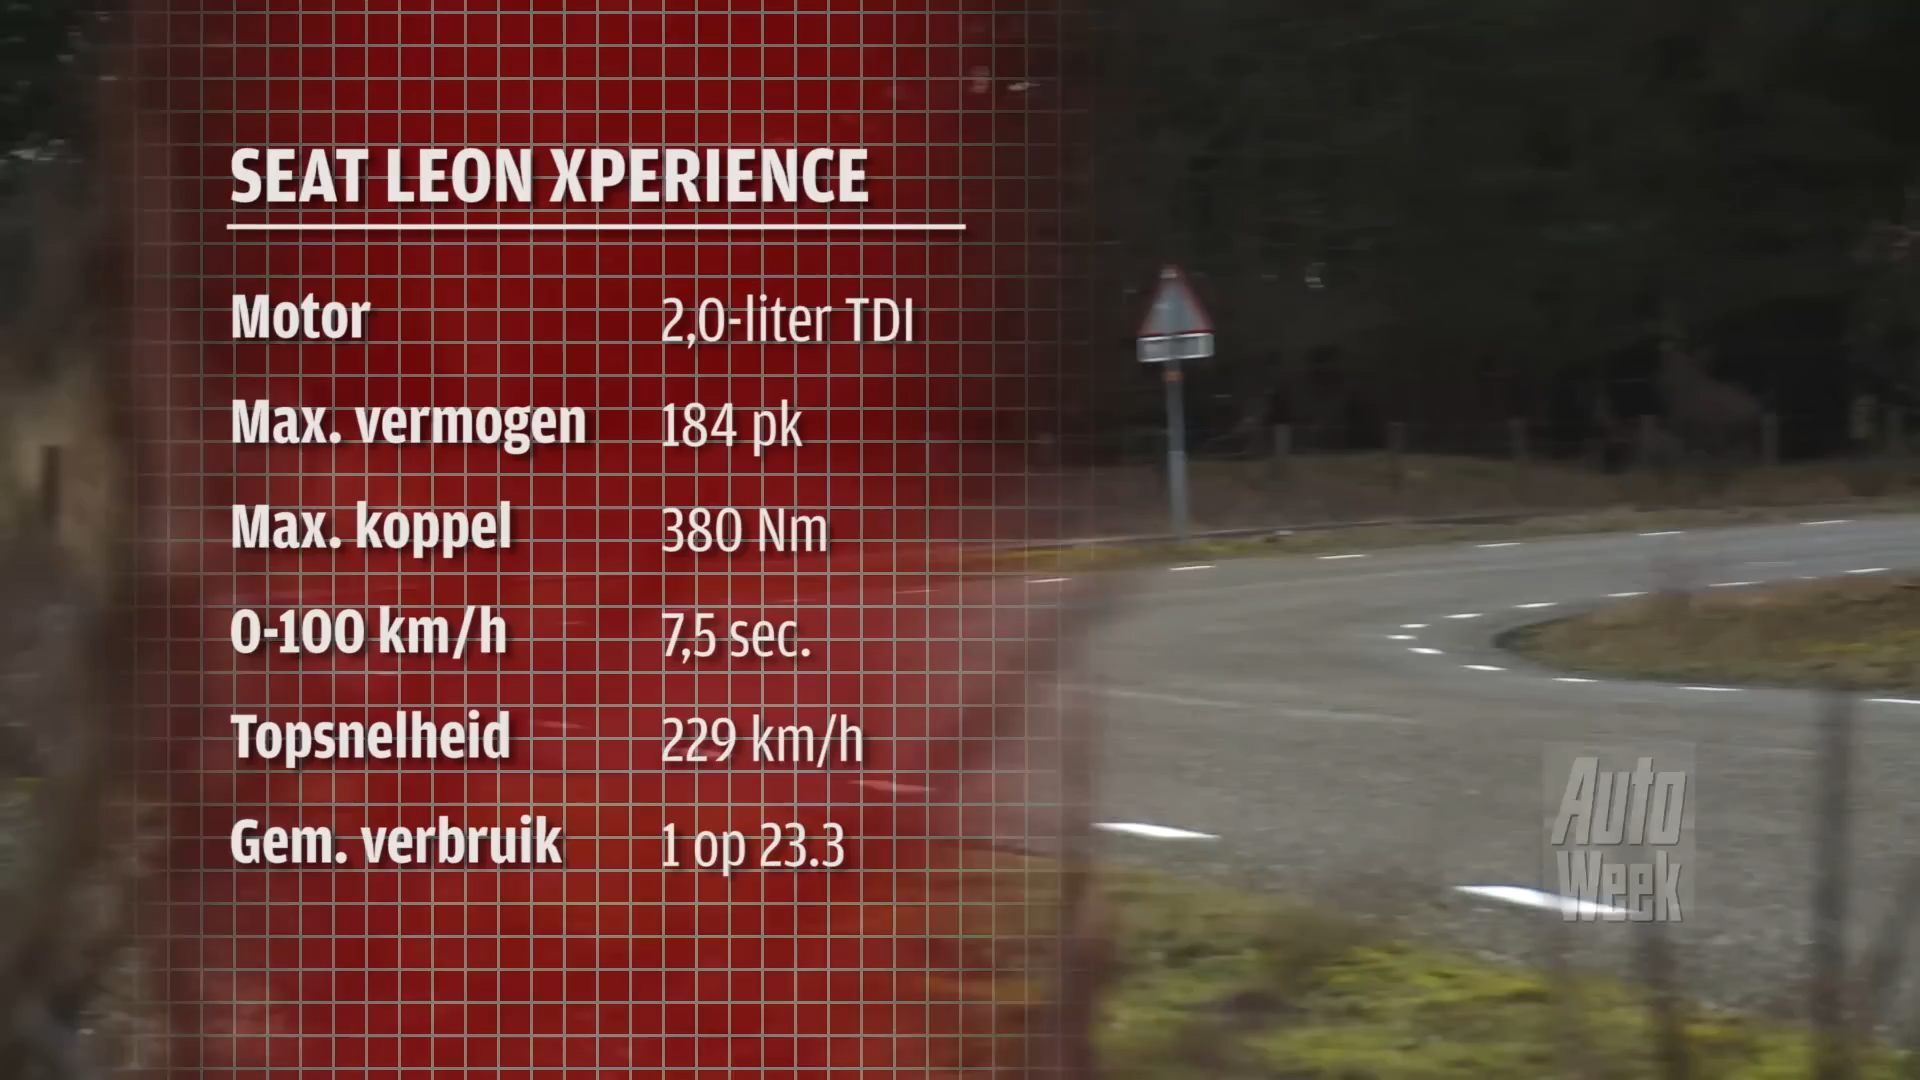 SEAT LEON XPERIENCE
Motor 2,0-liter TDI
Max. vermogen 184 pk
Max. koppel 380 Nm
0-100 km/h 7,5 sec.
Topsnelheid 229 km/h
Gem. verbruik 1 op 23.3
Auto
Week